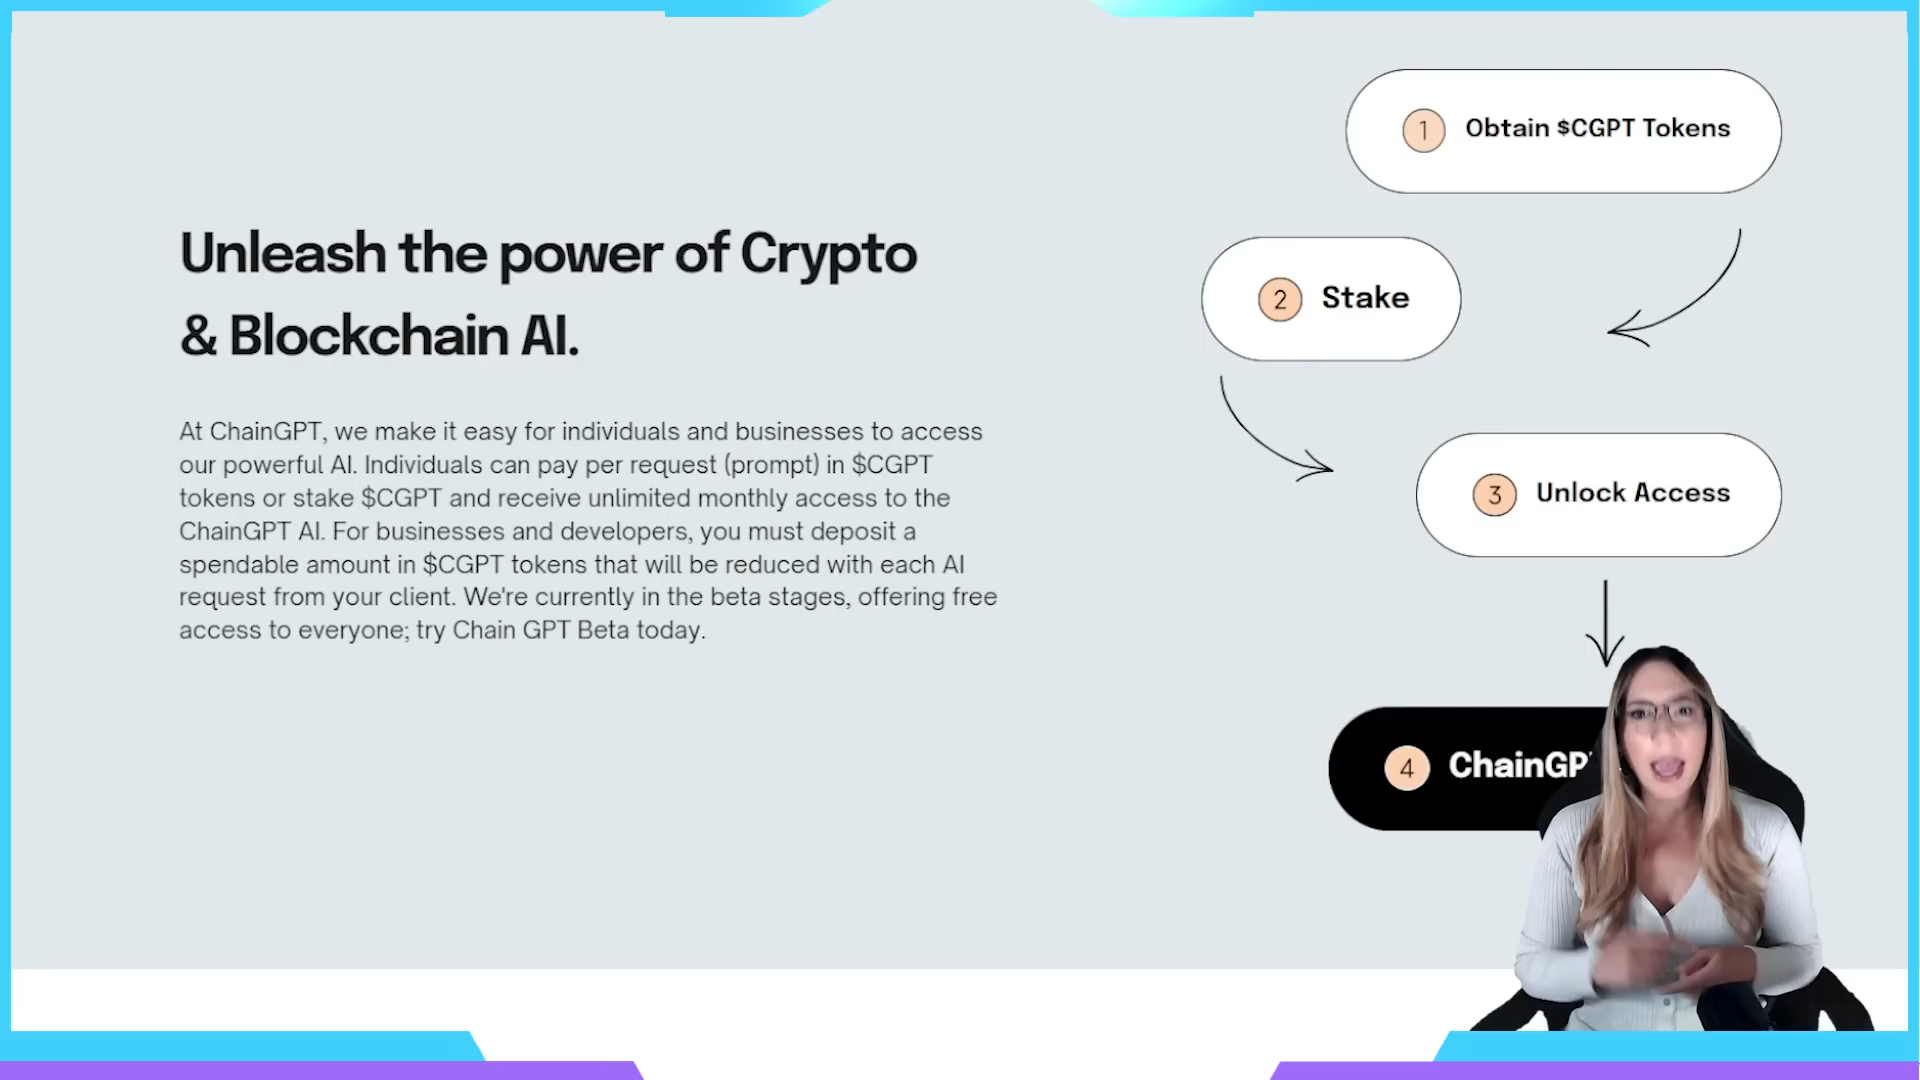 Unleash the power of Crypto
& Blockchain AI.
At ChainGPT, we make it easy for individuals and businesses to access
our powerful AI. Individuals can pay per request (prompt) in $CGPT
tokens or stake $CGPT and receive unlimited monthly access to the
ChainGPT AI. For businesses and developers, you must deposit a
spendable amount in $CGPT tokens that will be reduced with each AI
request from your client. We're currently in the beta stages, offering free
access to everyone; try Chain GPT Beta today.
1 Obtain $CGPT Tokens
2 Stake
3 Unlock Access
4